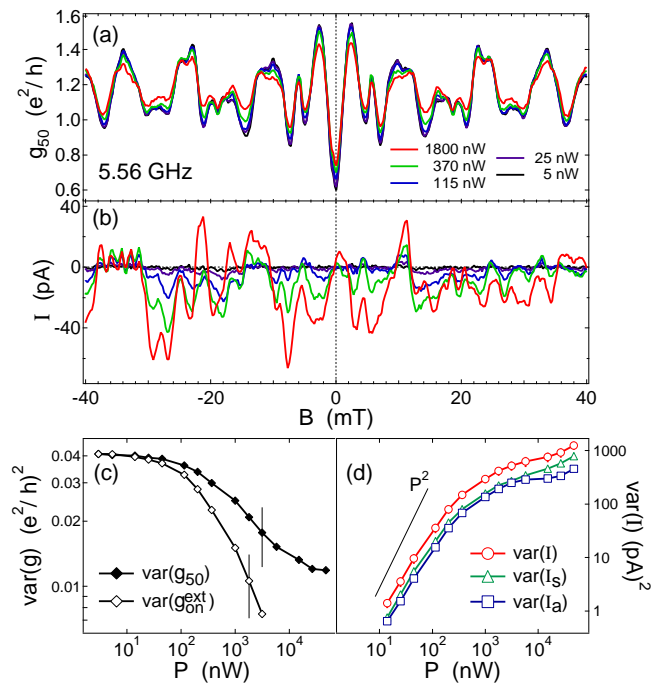 (a)
1.6
1.4
1.2
1.0
0.8
0.6
g50 (e²/ h)
5.56 GHz
1800 nW
370 nW
115 nW
25 nW
5 nW
(b)
40
0
-40
I (pA)
-40 -20 0 20 40
B (mT)
(c)
0.04
0.03
0.02
0.01
var(g) (e²/ h)²
var(g50)
var(g_on^ext)
10¹ 10² 10³ 10⁴
P (nW)
(d)
P²
1000
100
10
1
var(I) (pA)²
var(I)
var(Is)
var(Ia)
10¹ 10² 10³ 10⁴
P (nW)